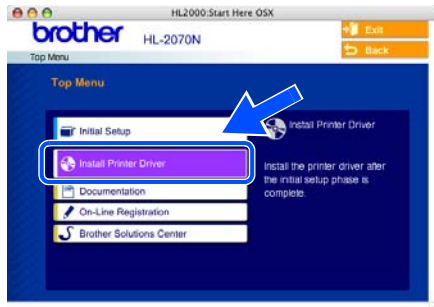 HL2000:Start Here OSX
brother HL-2070N
Exit
Back
Top Menu
Top Menu
Initial Setup
Install Printer Driver
Documentation
On-Line Registration
Brother Solutions Center
Install Printer Driver
Install the printer driver after
the initial setup phase is
complete.